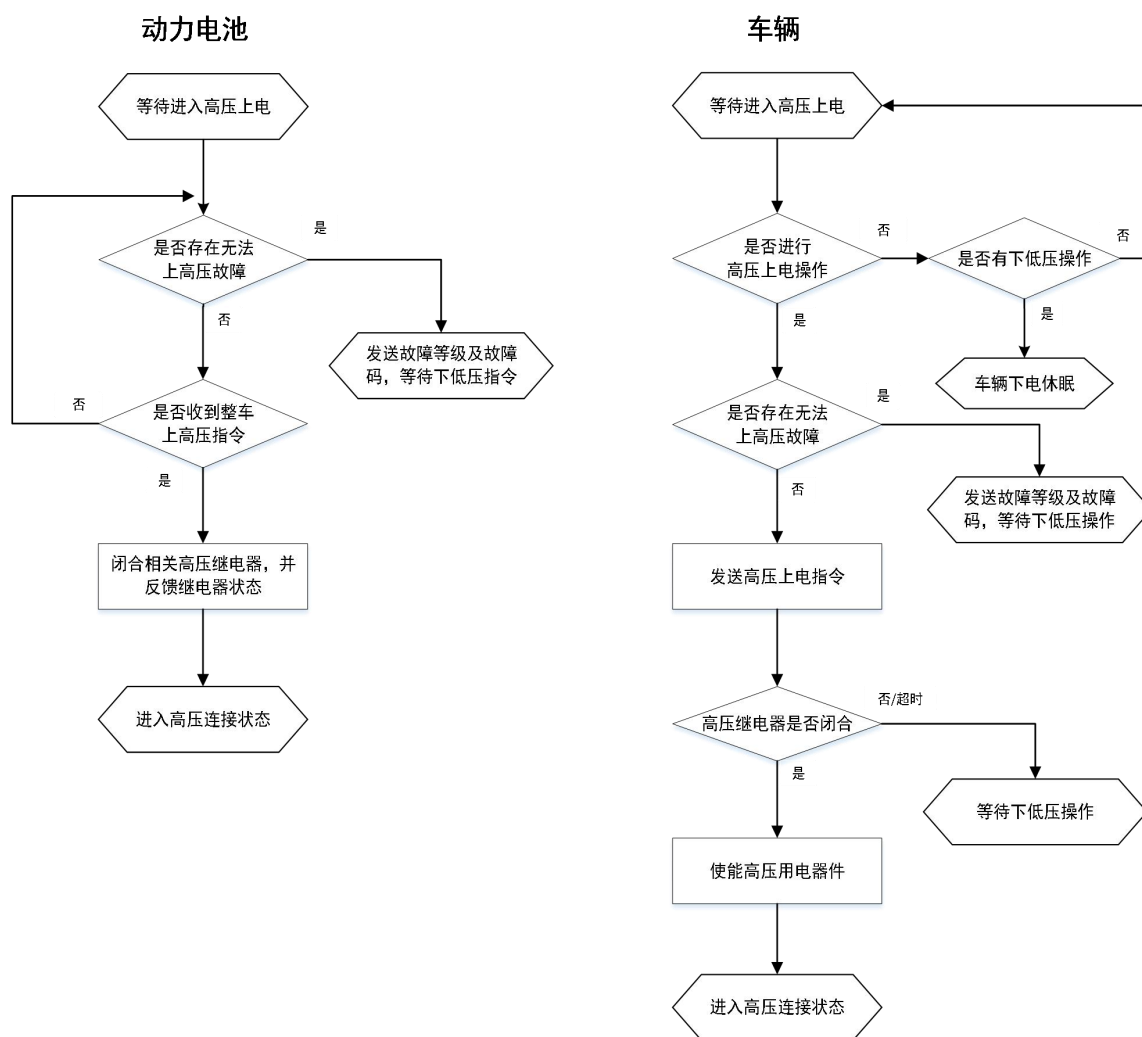 动力电池
等待进入高压上电
是否存在无法
上高压故障
是
否
发送故障等级及故障
码，等待下低压指令
是否收到整车
上高压指令
否
是
闭合相关高压继电器，并
反馈继电器状态
进入高压连接状态
车辆
等待进入高压上电
是否进行
高压上电操作
否
是否有下低压操作
否
是
是
车辆下电休眠
是否存在无法
上高压故障
是
否
发送故障等级及故障
码，等待下低压操作
发送高压上电指令
高压继电器是否闭合
否/超时
是
等待下低压操作
使能高压用电器件
进入高压连接状态